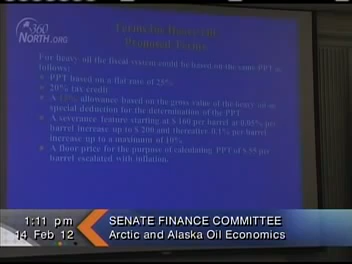 360
NORTH.ORG
Terms for Heavy Oil
Proposed Terms
For heavy oil the fiscal system could be based on the same PPT as
follows:
PPT based on a flat rate of 25%
20% tax credit
A 10% allowance based on the gross value of the heavy oil as
special deduction for the determination of the PPT
A severance feature starting at $ 100 per barrel at 0.05% per
barrel increase up to $ 200 and thereafter 0.1% per
barrel increase up to a maximum of
A floor price for the purpose of calculating PPT of $ 55 per
barrel escalated with inflation.
1:11 pm
14 Feb 12
SENATE FINANCE COMMITTEE
Arctic and Alaska Oil Economics